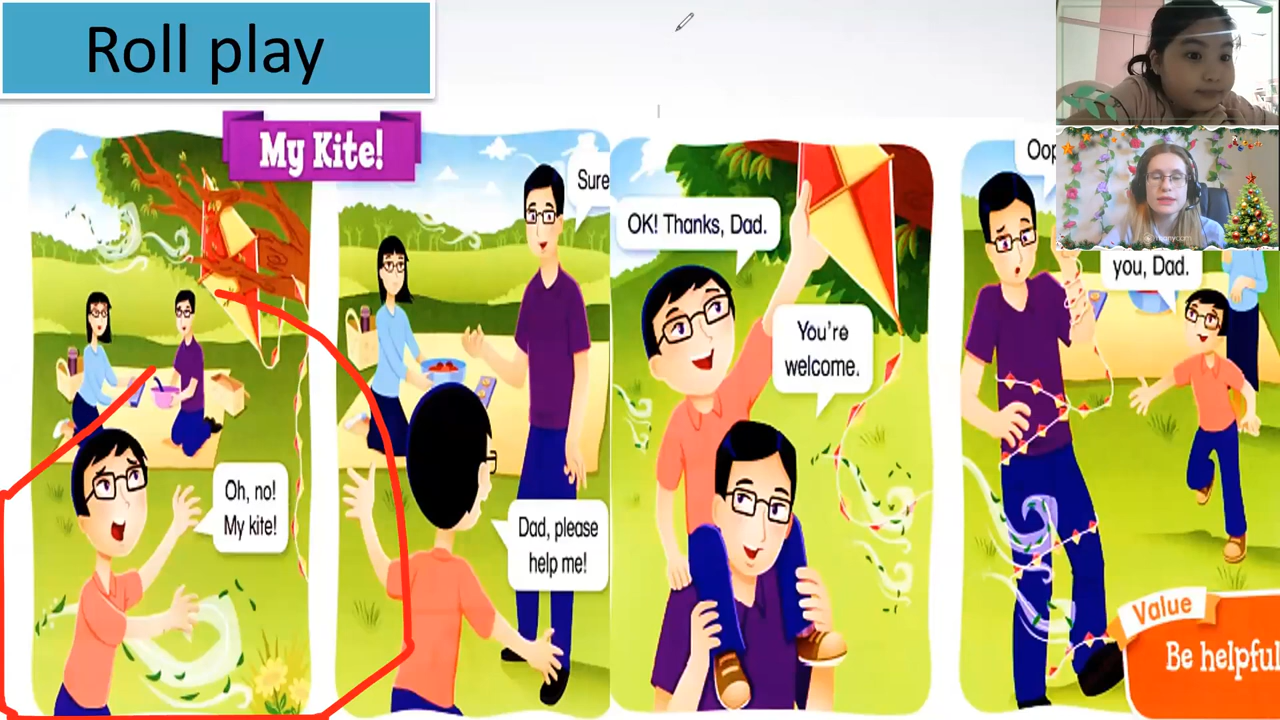 Roll play
My Kite!
Oh, no!
My kite!
Sure
Dad, please
help me!
OK! Thanks, Dad.
You're
welcome.
you, Dad.
Value
Be helpful